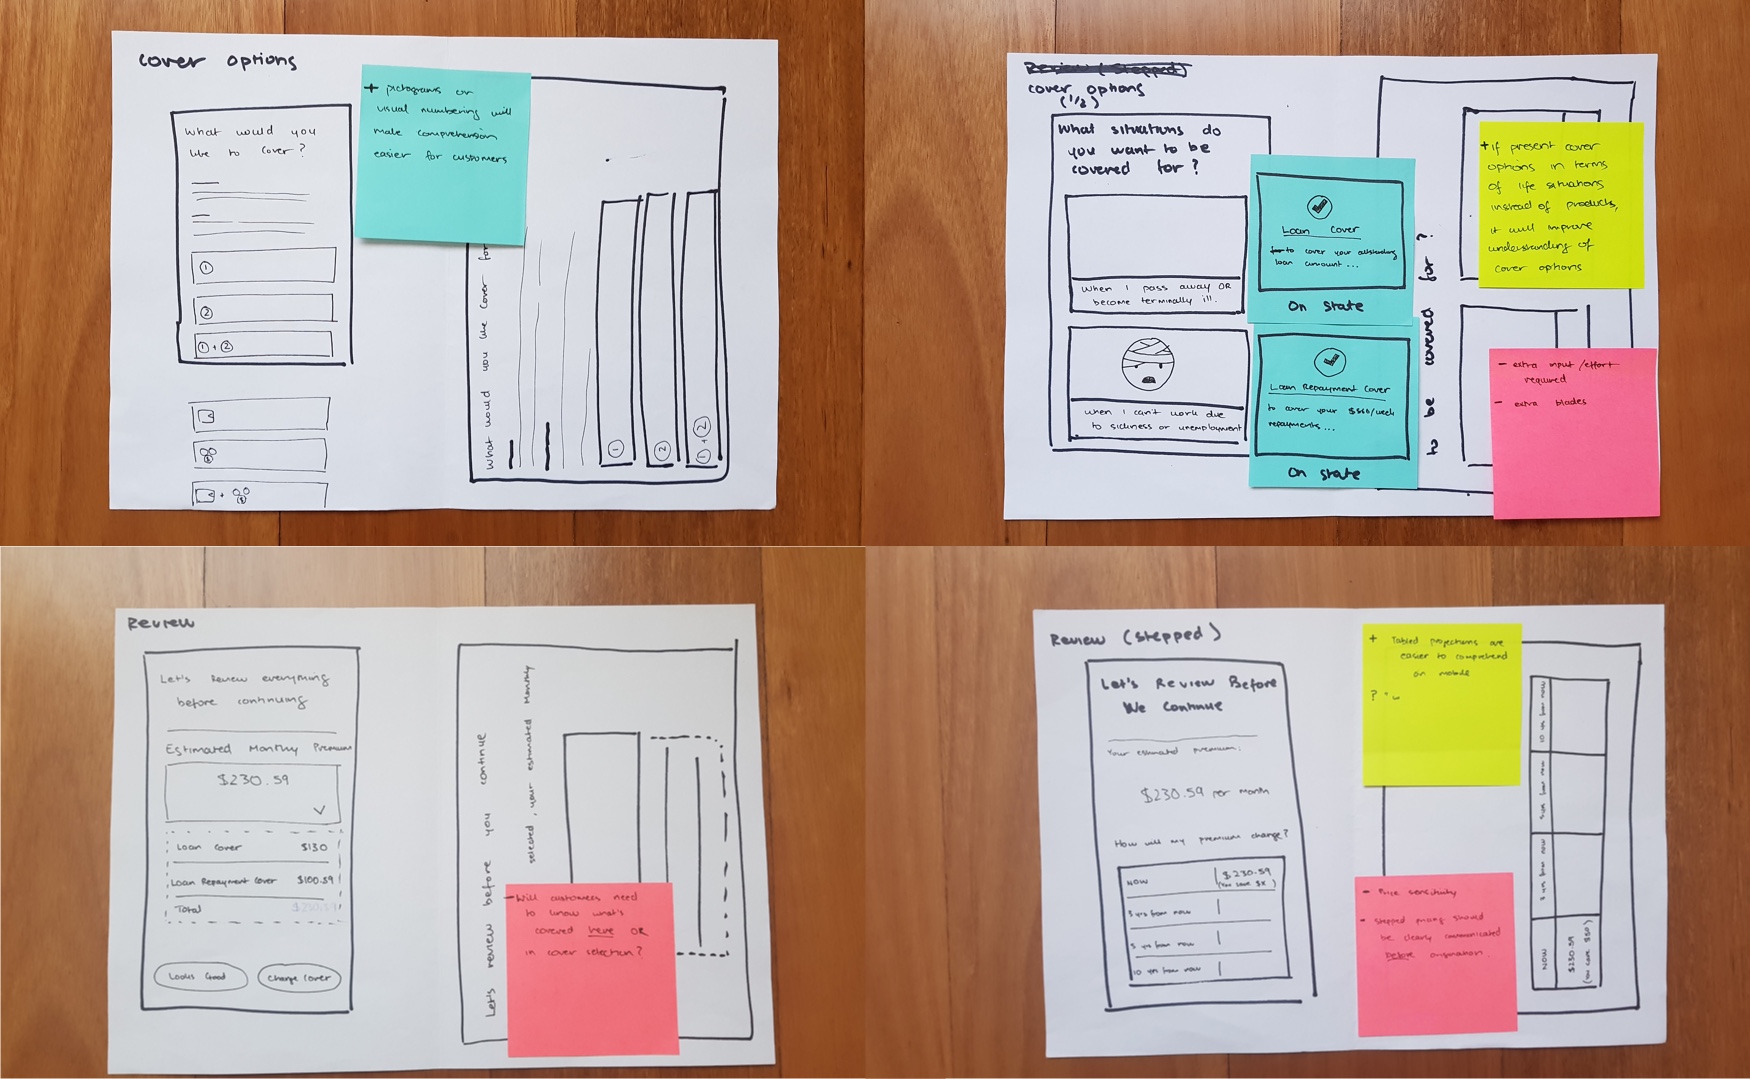 Cover options
What would you
like to cover?
1
2
1 + 2
+
+ pictograms or
visual numbering will
make comprehension
easier for customers
What would you like cover for
1
2
1 + 2
Review (stepped)
cover options
(1/2)
What situations do
you want to be
covered for?
When I pass away OR
become terminally ill.
When I can't work due
to sickness or unemployment
Loan Cover
to cover your outstanding
loan amount...
On state
Loan Repayment Cover
to cover your $560/week
repayments...
On state
to be covered for?
+ If present cover
options in terms
of life situations
instead of products,
it will improve
understanding of
cover options
- extra input/effort
required
- extra blades
Review
Let's Review everything
before continuing
Estimated Monthly Premium
$230.59
Loan Cover $130
Loan Repayment Cover $100.59
Total $230.59
Looks Good
Change Cover
Let's review before you continue
selected, your estimated Monthly
- Will customers need
to know what's
covered here OR
in cover selection?
Review (stepped)
Let's Review Before
We Continue
Your estimated premium:
$230.59 per month
How will my premium change?
NOW $230.59
(You save $X)
3 yrs from now
5 yrs from now
10 yrs from now
+ Tabled projections are
easier to comprehend
on mobile
?
- Price sensitivity
- stepped pricing should
be clearly communicated
before origination.
NOW
$230.59
3 yrs from now
5 yrs from now
10 yrs from now